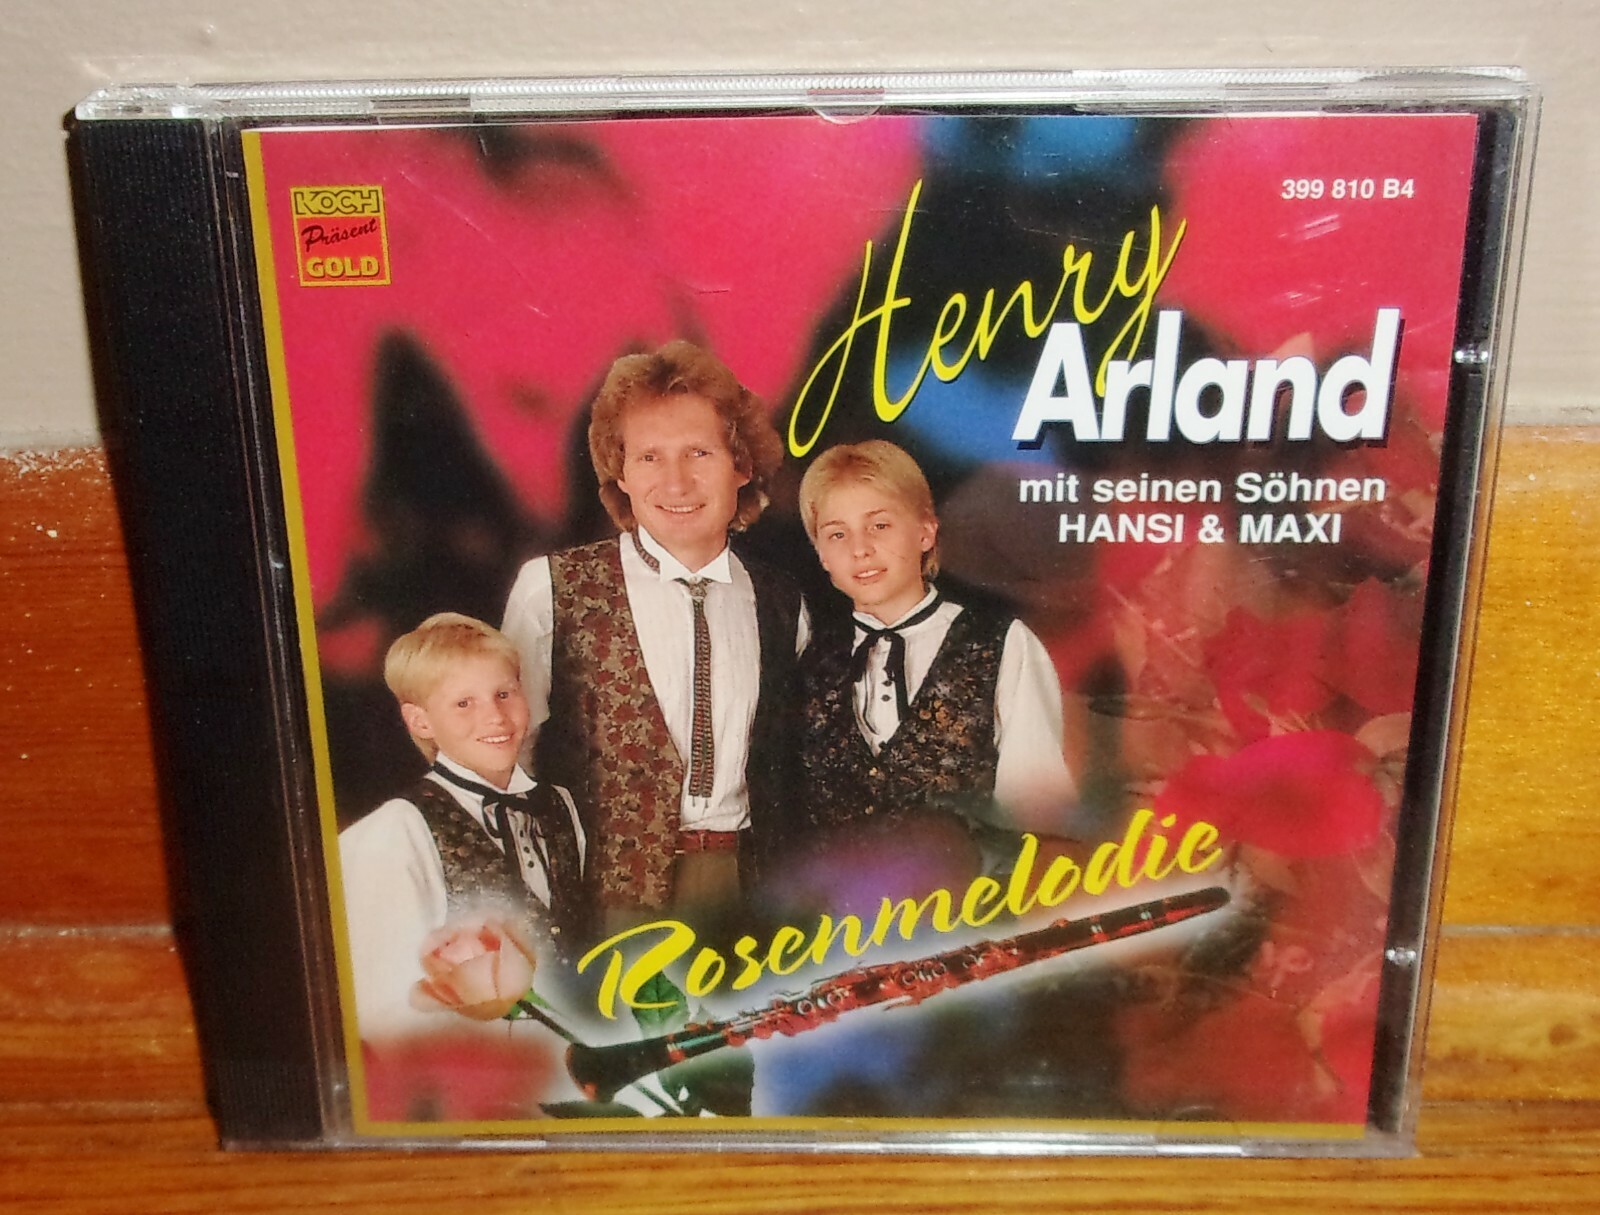 KOCH
Präsent
GOLD
399 810 B4
Henry
Arland
mit seinen Söhnen
HANSI & MAXI
Rosenmelodie